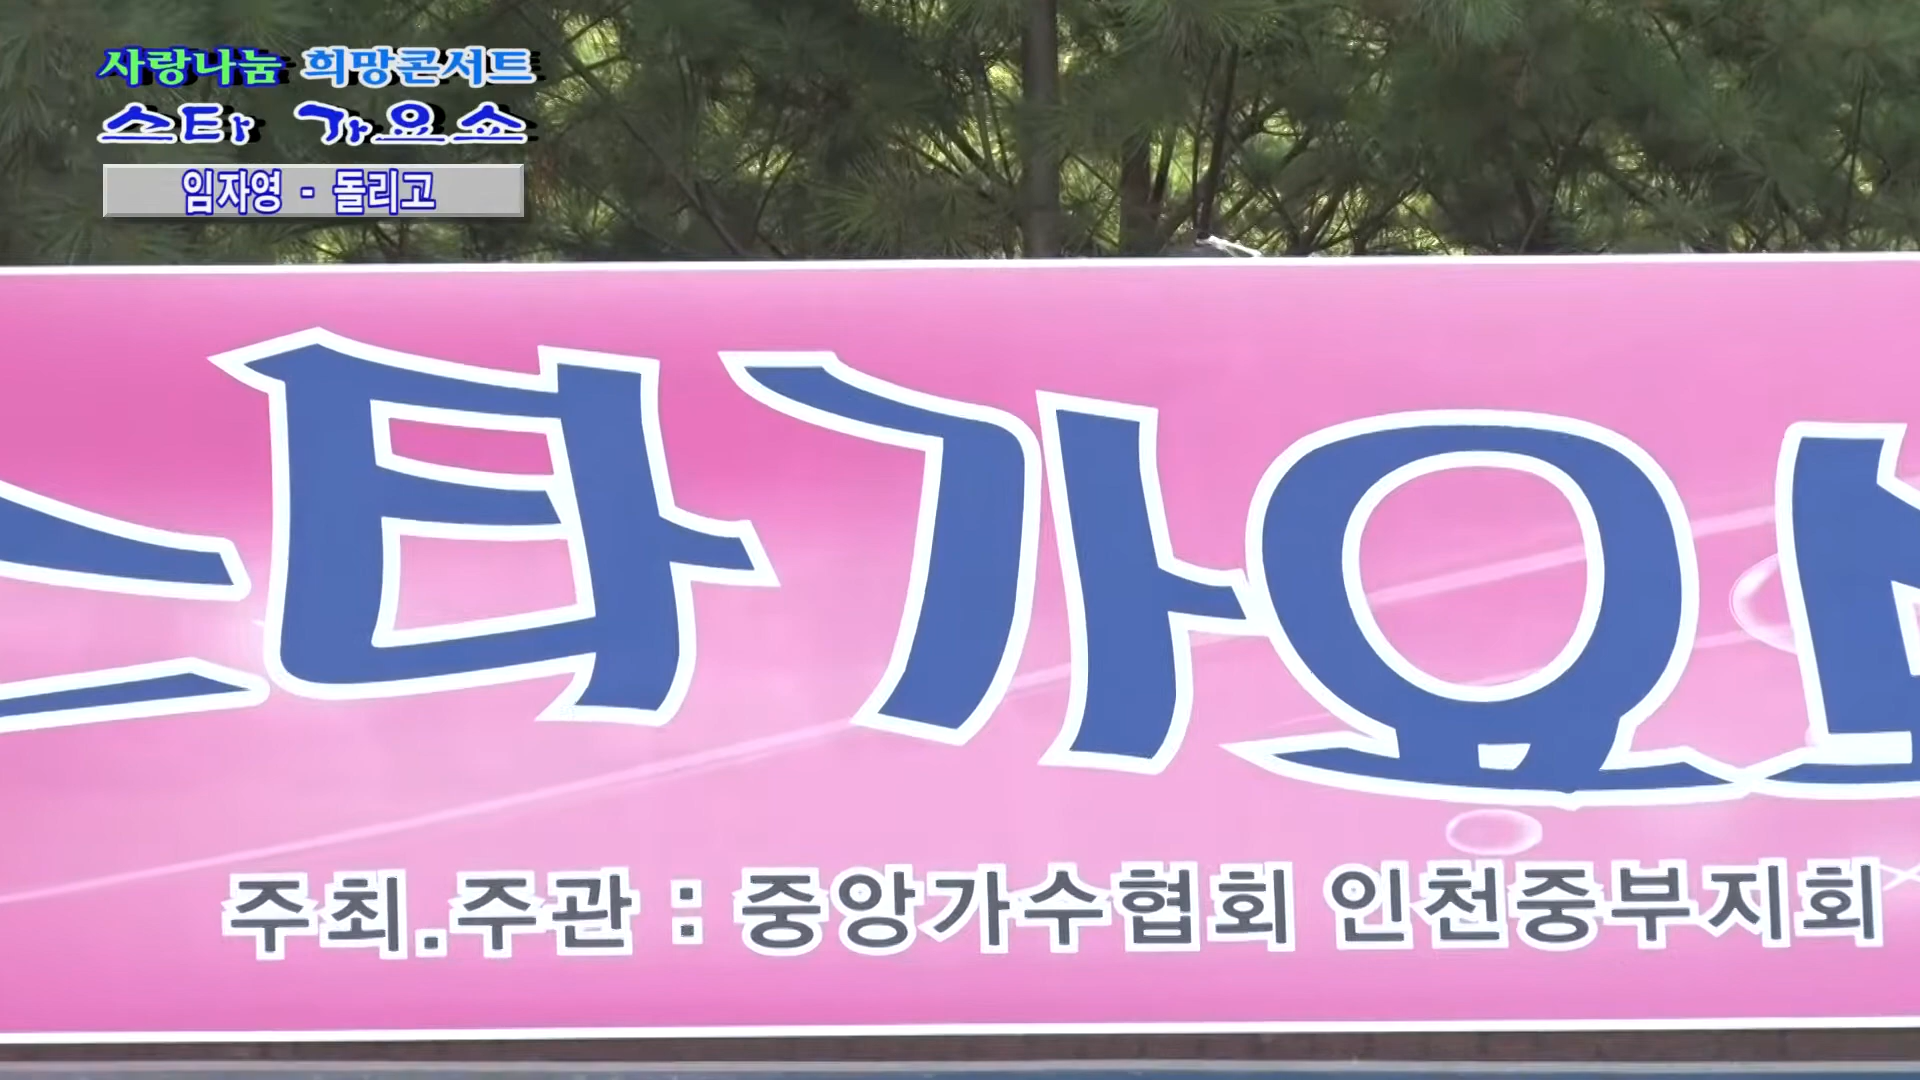 사랑나눔 희망콘서트
스타 가요쇼
임자영 - 돌리고
스타가요쇼
주최.주관 : 중앙가수협회 인천중부지회